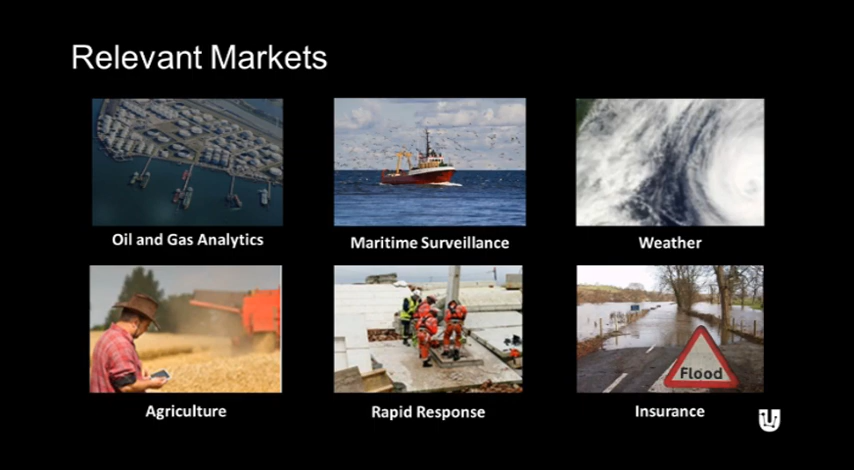 Relevant Markets
Oil and Gas Analytics
Maritime Surveillance
Weather
Flood
Agriculture
Rapid Response
Insurance